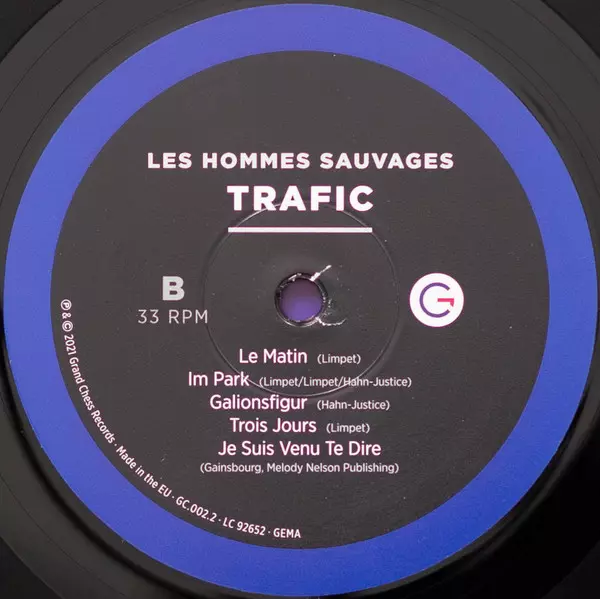 LES HOMMES SAUVAGES
TRAFIC
B
33 RPM
CG
Le Matin (Limpet)
Im Park (Limpet/Limpet/Hahn-Justice)
Galionsfigur (Hahn-Justice)
Trois Jours (Limpet)
Je Suis Venu Te Dire
(Gainsbourg, Melody Nelson Publishing)
℗ & © 2021 Grand Chess Records · Made in the EU · GC.002.2 · LC 92652 · GEMA